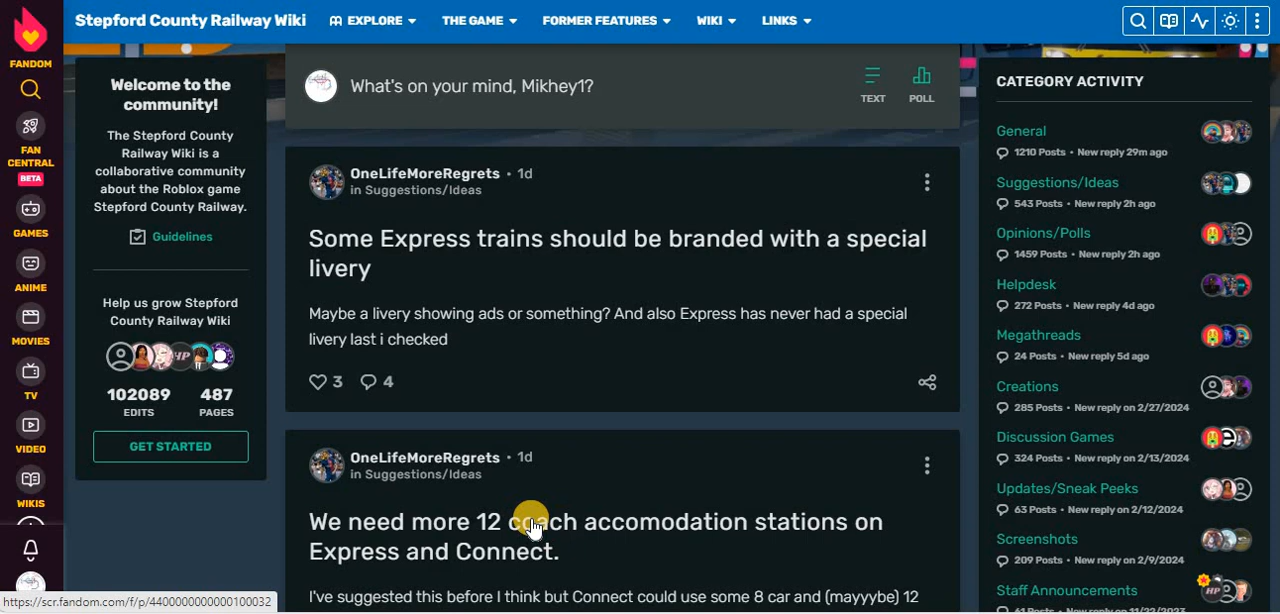 Stepford County Railway Wiki
EXPLORE
THE GAME
FORMER FEATURES
WIKI
LINKS
FANDOM
FAN CENTRAL
BETA
GAMES
ANIME
MOVIES
TV
VIDEO
WIKIS
Welcome to the
community!
The Stepford County
Railway Wiki is a
collaborative community
about the Roblox game
Stepford County Railway.
Guidelines
Help us grow Stepford
County Railway Wiki
HP
102089 487
EDITS PAGES
GET STARTED
What's on your mind, Mikhey1?
TEXT POLL
OneLifeMoreRegrets • 1d
in Suggestions/Ideas
Some Express trains should be branded with a special
livery
Maybe a livery showing ads or something? And also Express has never had a special
livery last i checked
3 4
OneLifeMoreRegrets • 1d
in Suggestions/Ideas
We need more 12 coach accomodation stations on
Express and Connect.
I've suggested this before I think but Connect could use some 8 car and (mayyybe) 12
CATEGORY ACTIVITY
General
1210 Posts • New reply 29m ago
Suggestions/Ideas
543 Posts • New reply 2h ago
Opinions/Polls
1459 Posts • New reply 2h ago
Helpdesk
272 Posts • New reply 4d ago
Megathreads
24 Posts • New reply 5d ago
Creations
285 Posts • New reply on 2/27/2024
Discussion Games
324 Posts • New reply on 2/13/2024
Updates/Sneak Peeks
63 Posts • New reply on 2/12/2024
Screenshots
209 Posts • New reply on 2/9/2024
Staff Announcements
HP
61 Posts • New reply on 11/22/2023
https://scr.fandom.com/f/p/4400000000000100032